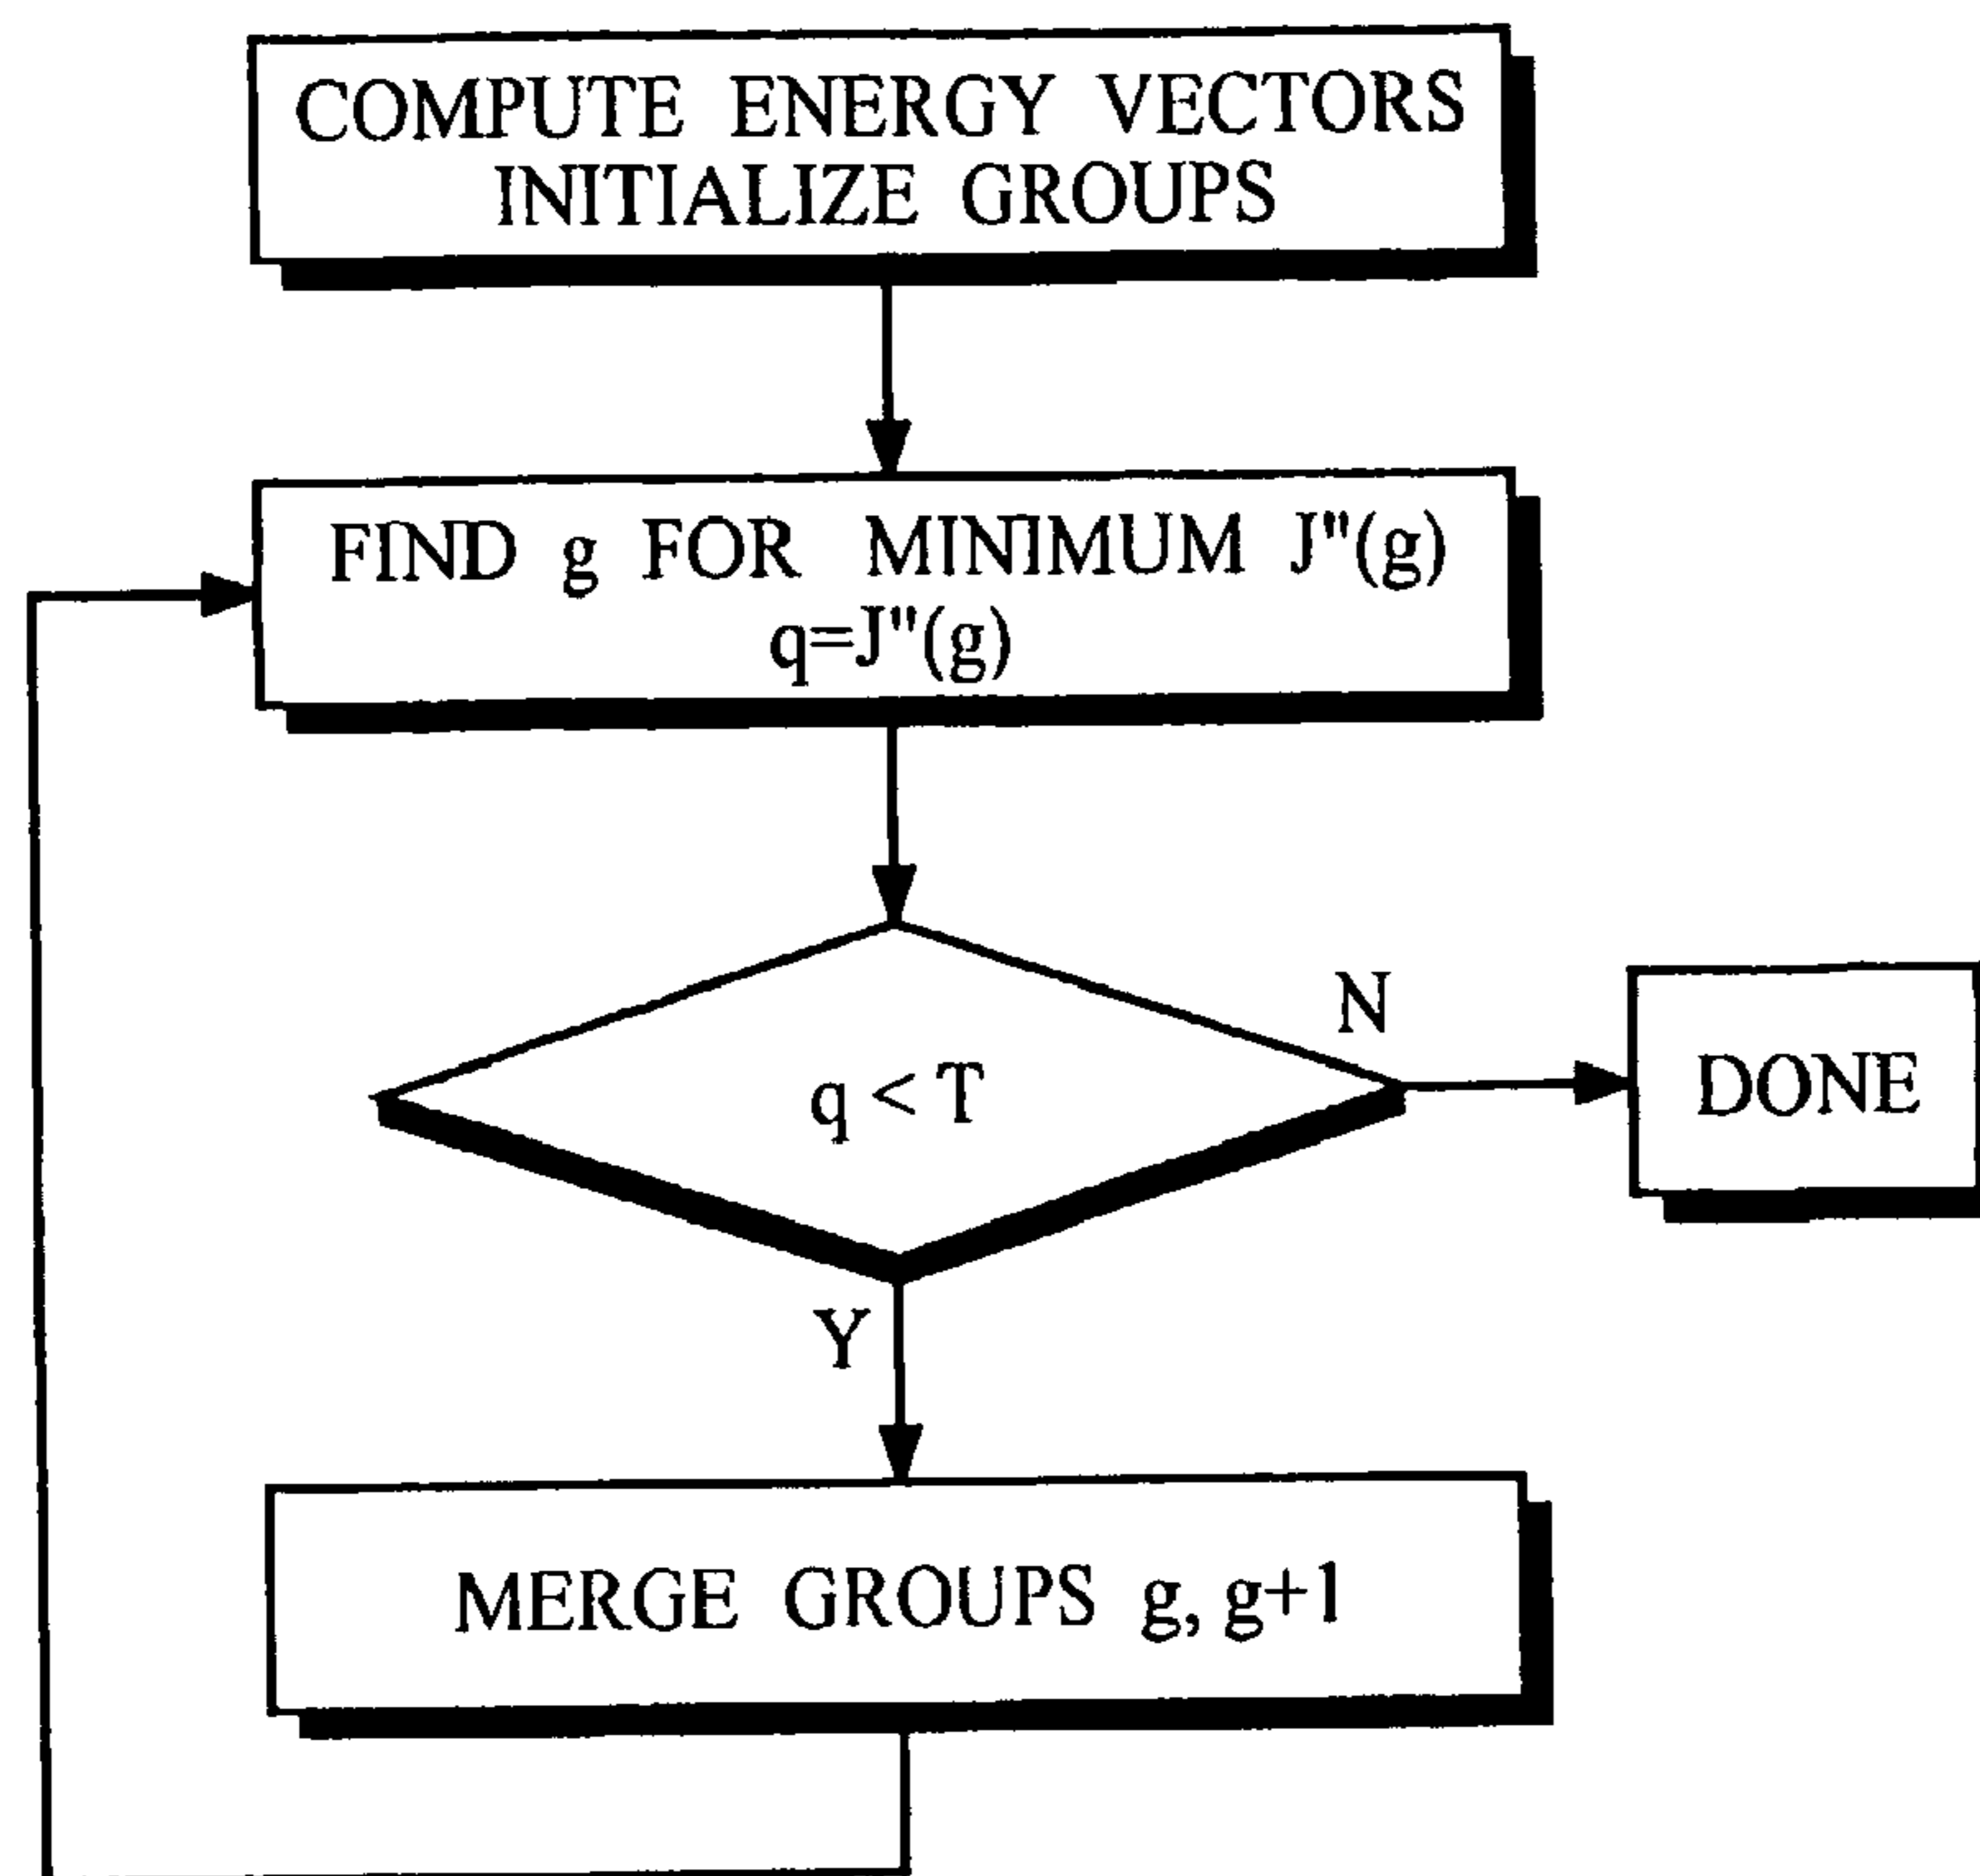 COMPUTE ENERGY VECTORS
INITIALIZE GROUPS
FIND g FOR MINIMUM J"(g)
q=J"(g)
N
q < T
DONE
Y
MERGE GROUPS g, g+1